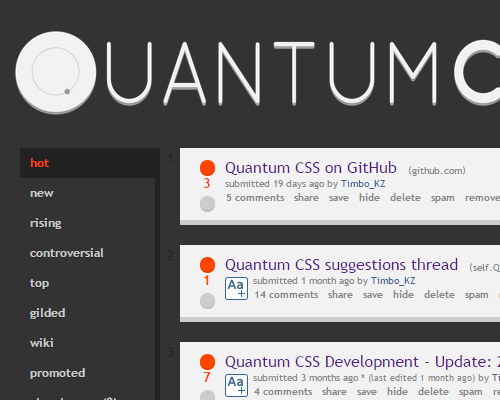 QUANTUMC
hot
new
rising
controversial
top
gilded
wiki
promoted
1
Quantum CSS on GitHub (github.com)
3
submitted 19 days ago by Timbo_KZ
5 comments share save hide delete spam remove
2
Quantum CSS suggestions thread (self.Q
1
Aa
submitted 1 month ago by Timbo_KZ
14 comments share save hide delete spam
3
Quantum CSS Development - Update: 2
7
Aa
submitted 3 months ago * (last edited 1 month ago) by Ti
4 comments share save hide delete spam re